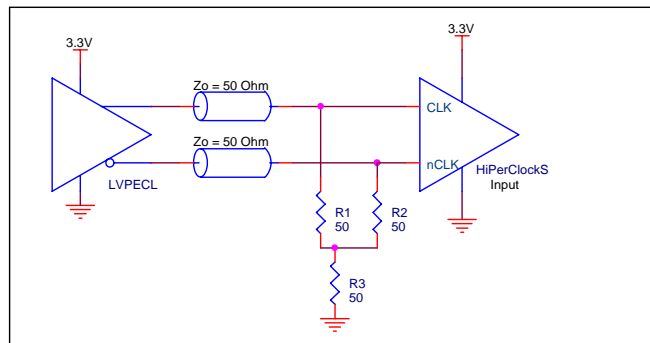 3.3V
3.3V
Zo = 50 Ohm
CLK
Zo = 50 Ohm
nCLK
LVPECL
HiPerClockS
Input
R1
50
R2
50
R3
50